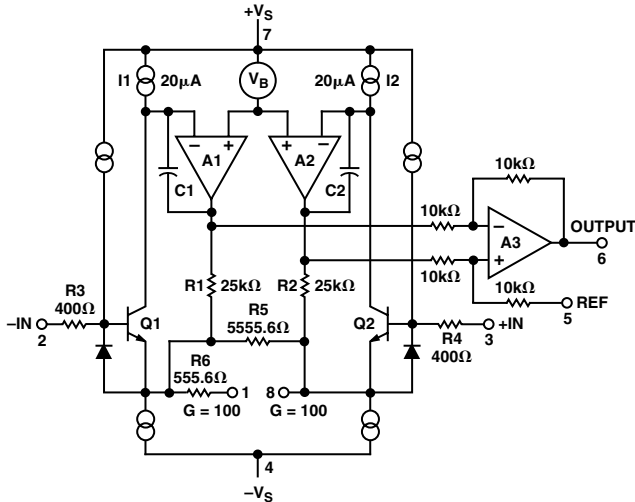 +VS
7
I1
20μA
VB
20μA
I2
−
+
+
−
A1
A2
C1
C2
10kΩ
10kΩ
−
A3
+
OUTPUT
6
10kΩ
10kΩ
REF
5
R1
25kΩ
R2
25kΩ
R3
400Ω
−IN
2
Q1
R5
5555.6Ω
Q2
R4
400Ω
+IN
3
R6
555.6Ω
1
G = 100
8
G = 100
4
−VS